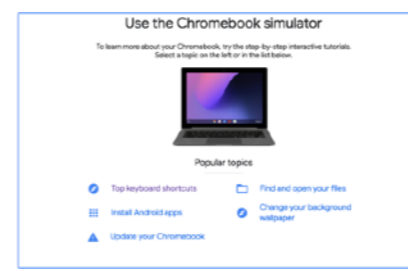 Use the Chromebook simulator
To learn more about your Chromebook, try the step-by-step interactive tutorials.
Select a topic on the left or in the list below.
Popular topics
Top keyboard shortcuts
Find and open your files
Install Android apps
Change your background
wallpaper
Update your Chromebook